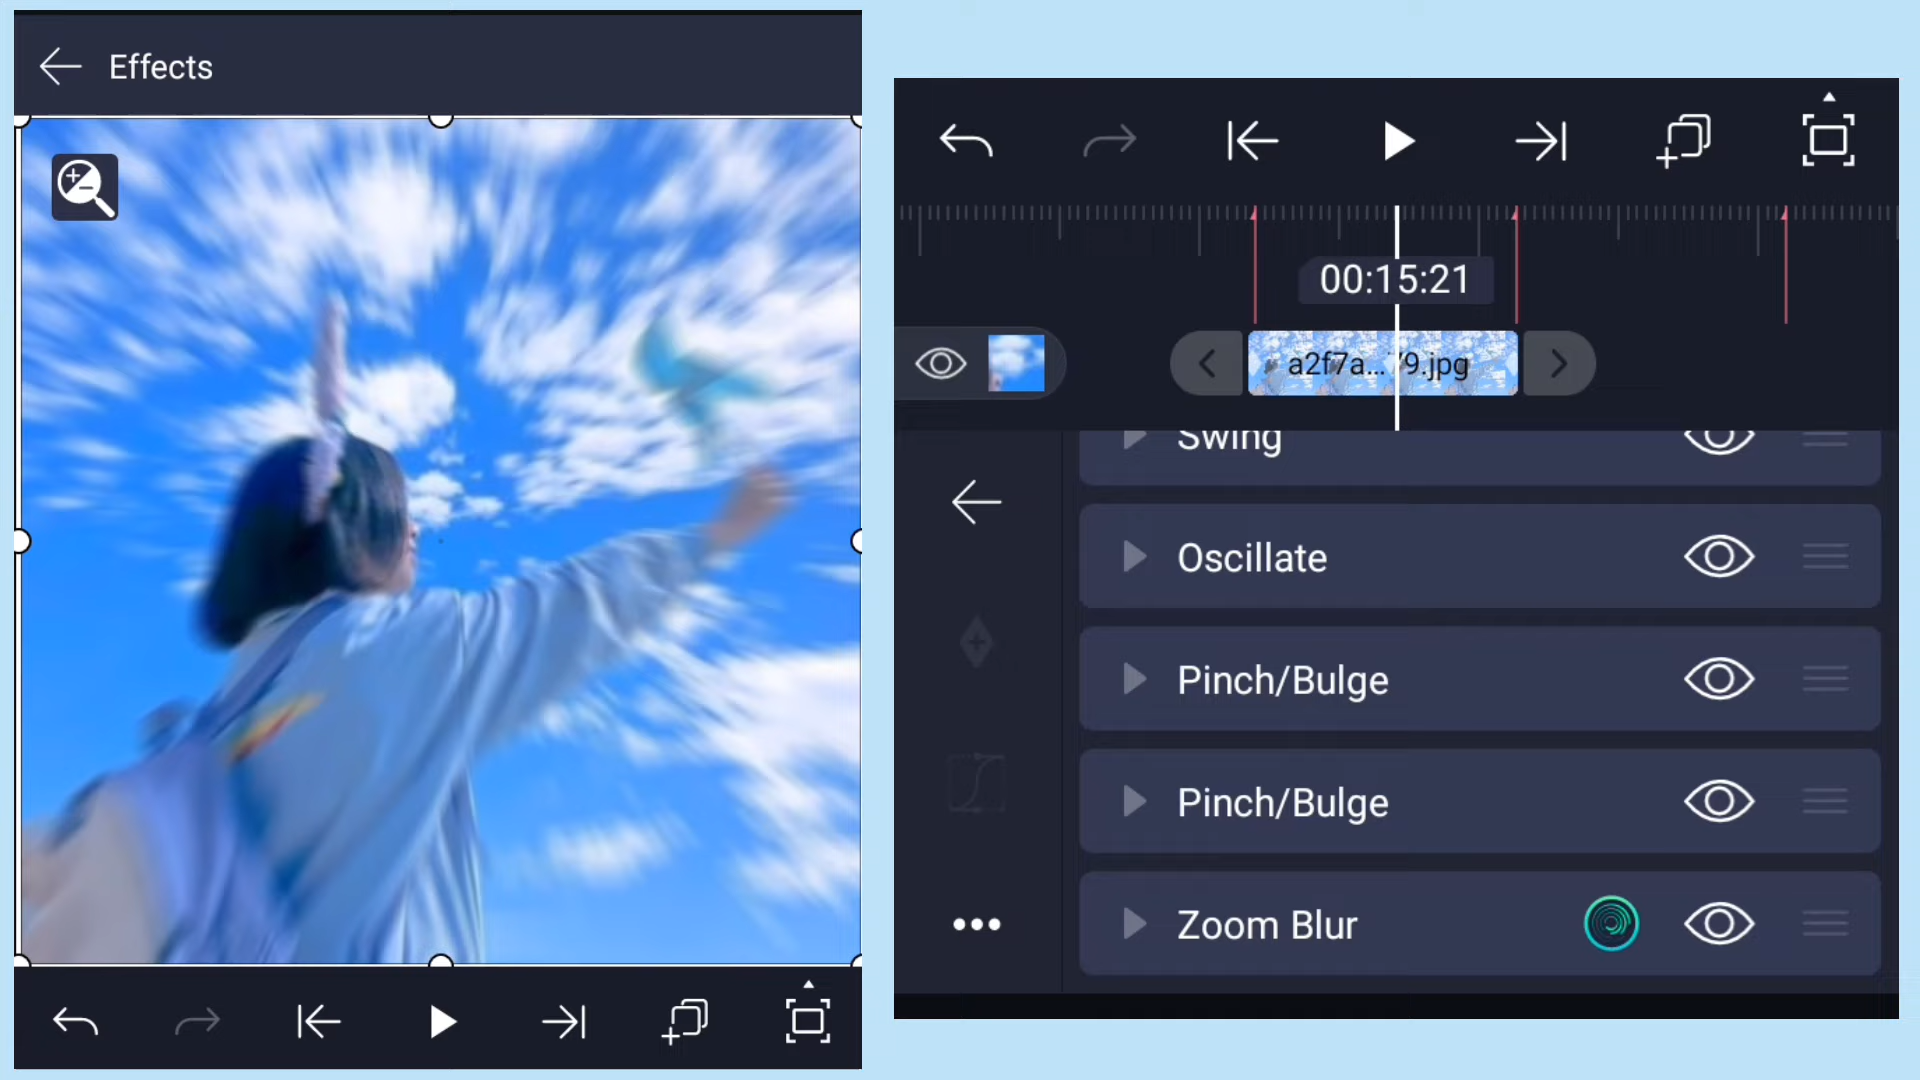 Effects
00:15:21
a2f7a... 79.jpg
Swing
Oscillate
Pinch/Bulge
Pinch/Bulge
Zoom Blur